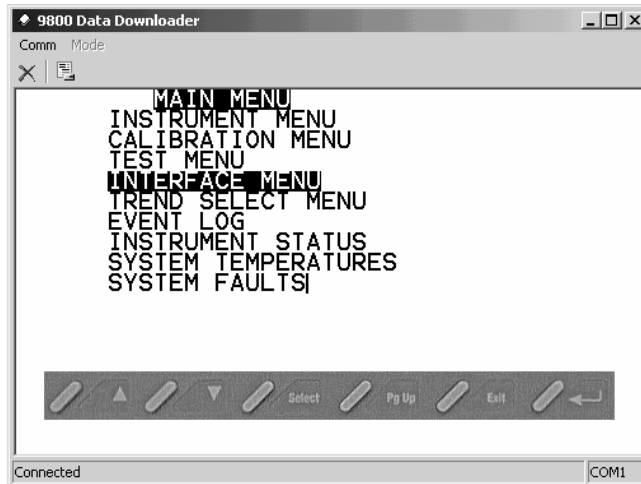 9800 Data Downloader
Comm Mode
MAIN MENU
INSTRUMENT MENU
CALIBRATION MENU
TEST MENU
INTERFACE MENU
TREND SELECT MENU
EVENT LOG
INSTRUMENT STATUS
SYSTEM TEMPERATURES
SYSTEM FAULTS
Select Pg Up Exit
Connected COM1